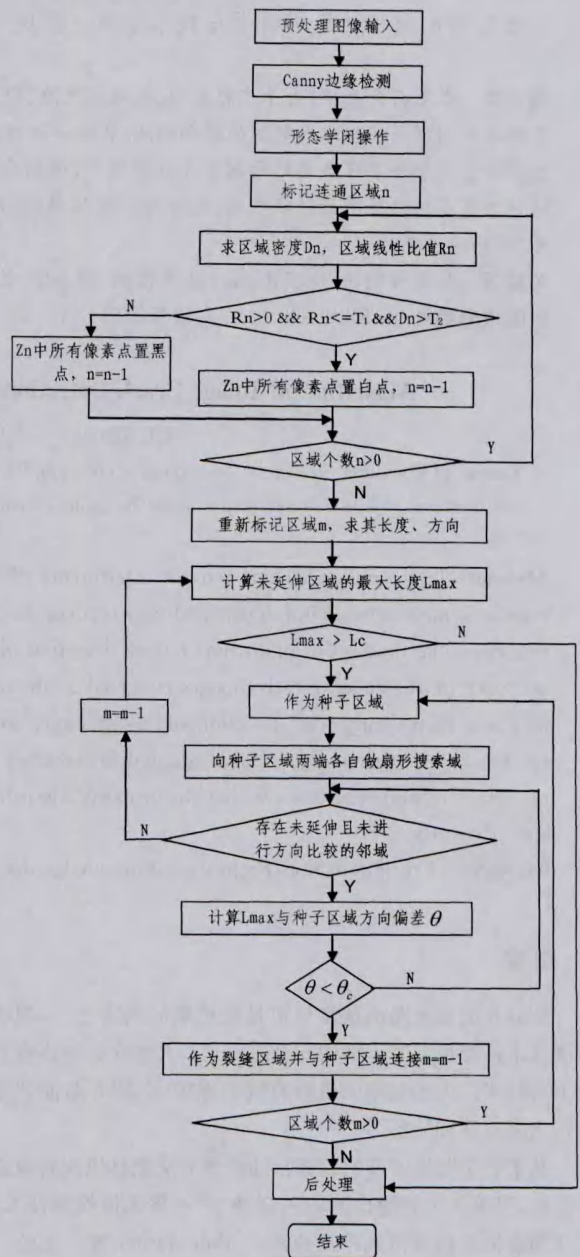 预处理图像输入
Canny边缘检测
形态学闭操作
标记连通区域n
求区域密度Dn, 区域线性比值Rn
Rn>0 && Rn<=T₁ &&Dn>T₂
N
Y
Zn中所有像素点置黑
点, n=n-1
Zn中所有像素点置白点, n=n-1
区域个数n>0
Y
N
重新标记区域m, 求其长度、方向
计算未延伸区域的最大长度Lmax
Lmax > Lc
N
Y
作为种子区域
m=m-1
向种子区域两端各自做扇形搜索域
存在未延伸且未进
行方向比较的邻域
N
Y
计算Lmax与种子区域方向偏差θ
θ<θc
N
Y
作为裂缝区域并与种子区域连接m=m-1
区域个数m>0
Y
N
后处理
结束